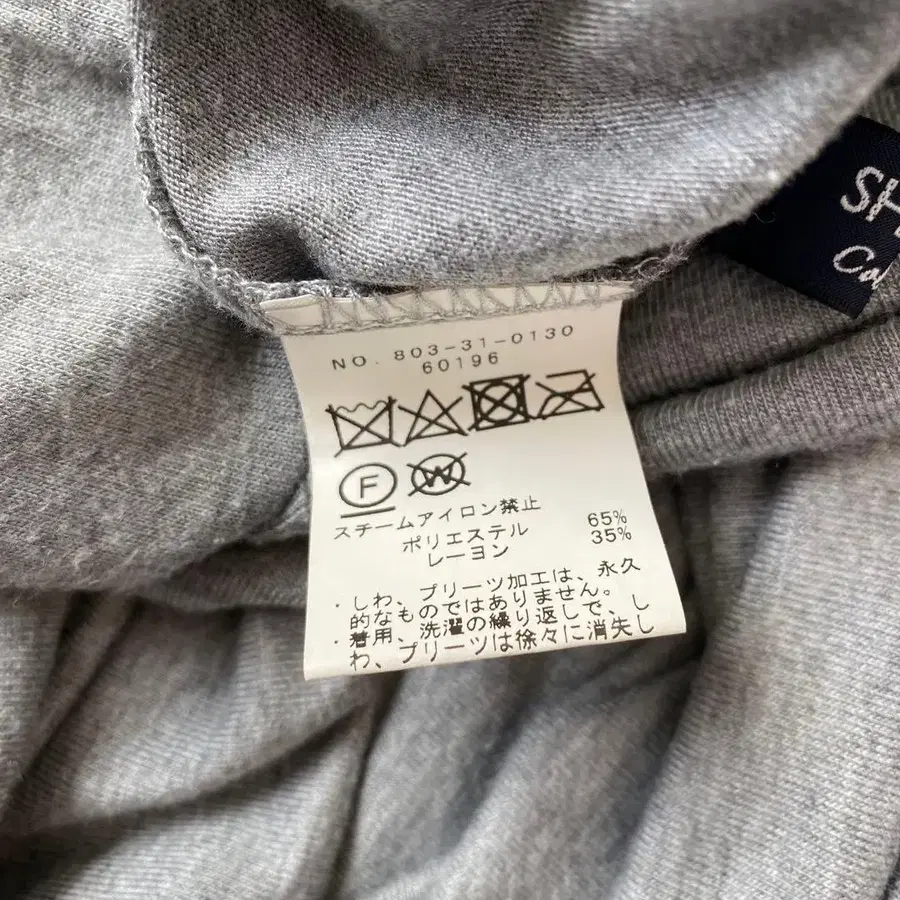 NO. 803-31-0130
60196
F W
スチームアイロン禁止
ポリエステル 65%
レーヨン 35%
・しわ、プリーツ加工は、永久
的なものではありません。
・着用、洗濯の繰り返しで、し
わ、プリーツは徐々に消失し